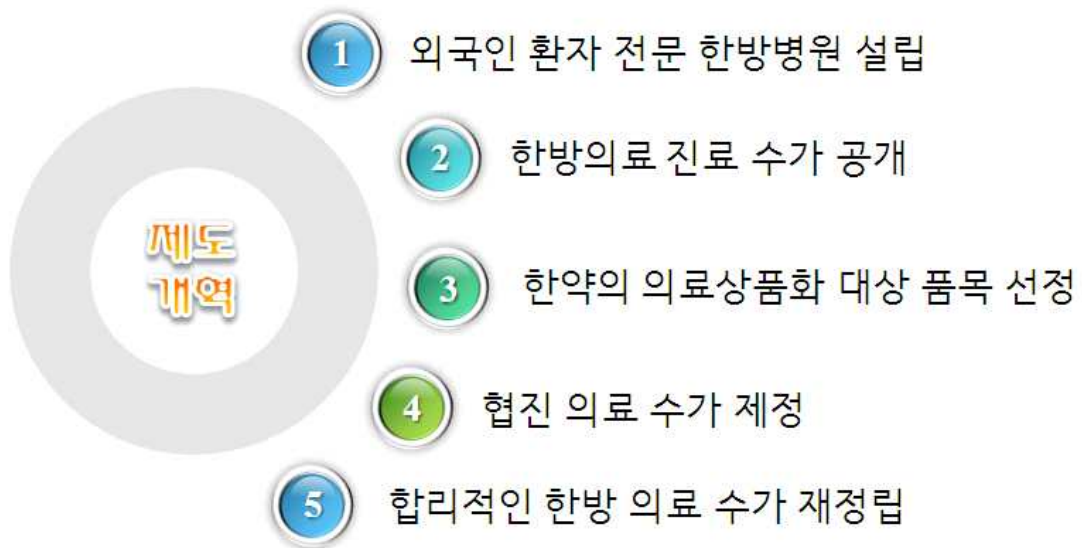 제도
개혁
1 외국인 환자 전문 한방병원 설립
2 한방의료 진료 수가 공개
3 한약의 의료상품화 대상 품목 선정
4 협진 의료 수가 제정
5 합리적인 한방 의료 수가 재정립